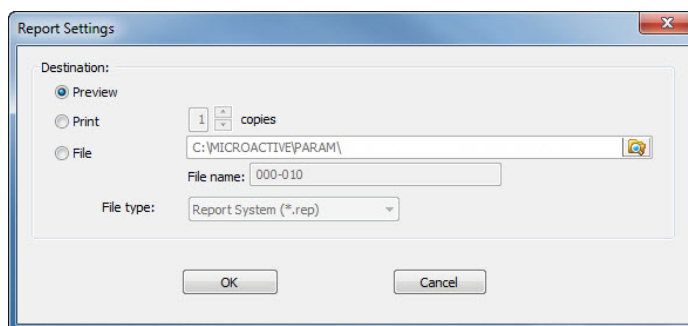 Report Settings
Destination:
Preview
Print 1 copies
File C:\MICROACTIVE\PARAM\
File name: 000-010
File type: Report System (*.rep)
OK Cancel